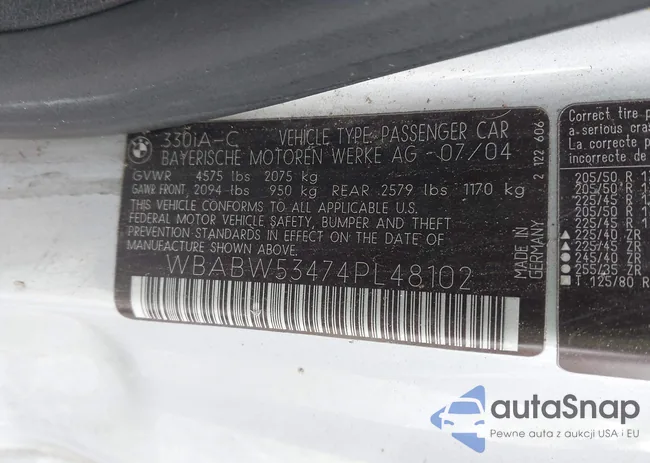 330iA-C VEHICLE TYPE: PASSENGER CAR
BAYERISCHE MOTOREN WERKE AG -07/04
GVWR 4575 lbs 2075 kg
GAWR FRONT 2094 lbs 950 kg REAR 2579 lbs 1170 kg
THIS VEHICLE CONFORMS TO ALL APPLICABLE U.S.
FEDERAL MOTOR VEHICLE SAFETY, BUMPER AND THEFT
PREVENTION STANDARDS IN EFFECT ON THE DATE
OF MANUFACTURE SHOWN ABOVE
WBABW53474PL48102
MADE IN
GERMANY
2 122 606
Correct tire
a serious
La correcte
incorrecte de
205/50 R
205/50 R
225/45 R
205/50 R
225/45 R
225/40 ZR
225/45 ZR
245/40 ZR
255/35 ZR
T 125/80 R
autoSnap
Pewne auta z aukcji USA i EU